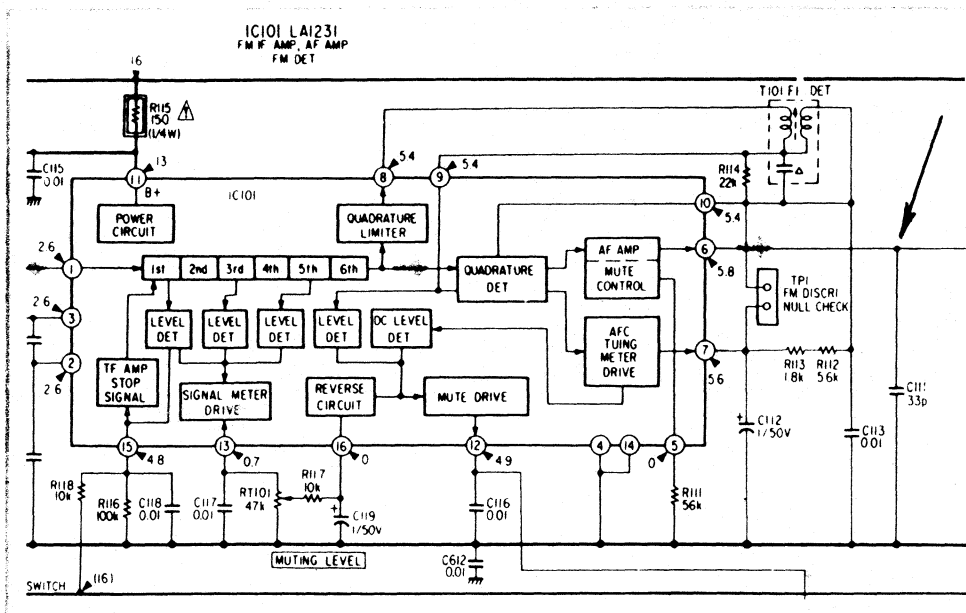 IC101 LA1231
FM IF AMP, AF AMP
FM DET
16
R115
150
(1/4W)
T101 FM DET
C115
0.01
13
11
B+
IC101
8
5.4
9
5.4
R114
22k
10
5.4
POWER
CIRCUIT
QUADRATURE
LIMITER
2.6
1
1st
2nd
3rd
4th
5th
6th
QUADRATURE
DET
AF AMP
MUTE
CONTROL
6
5.8
TP1
FM DISCRI
NULL CHECK
2.6
3
LEVEL
DET
LEVEL
DET
LEVEL
DET
LEVEL
DET
DC LEVEL
DET
AFC
TUING
METER
DRIVE
7
5.6
2
2.6
TF AMP
STOP
SIGNAL
SIGNAL METER
DRIVE
REVERSE
CIRCUIT
MUTE DRIVE
R113
1.8k
R112
5.6k
C111
33p
C112
1/50V
C113
0.01
15
4.8
13
0.7
16
0
12
4.9
4
14
0
5
R118
10k
R116
100k
C118
0.01
C117
0.01
RT101
47k
R117
10k
C119
1/50V
C116
0.01
R111
56k
MUTING LEVEL
C612
0.01
SWITCH
(16)